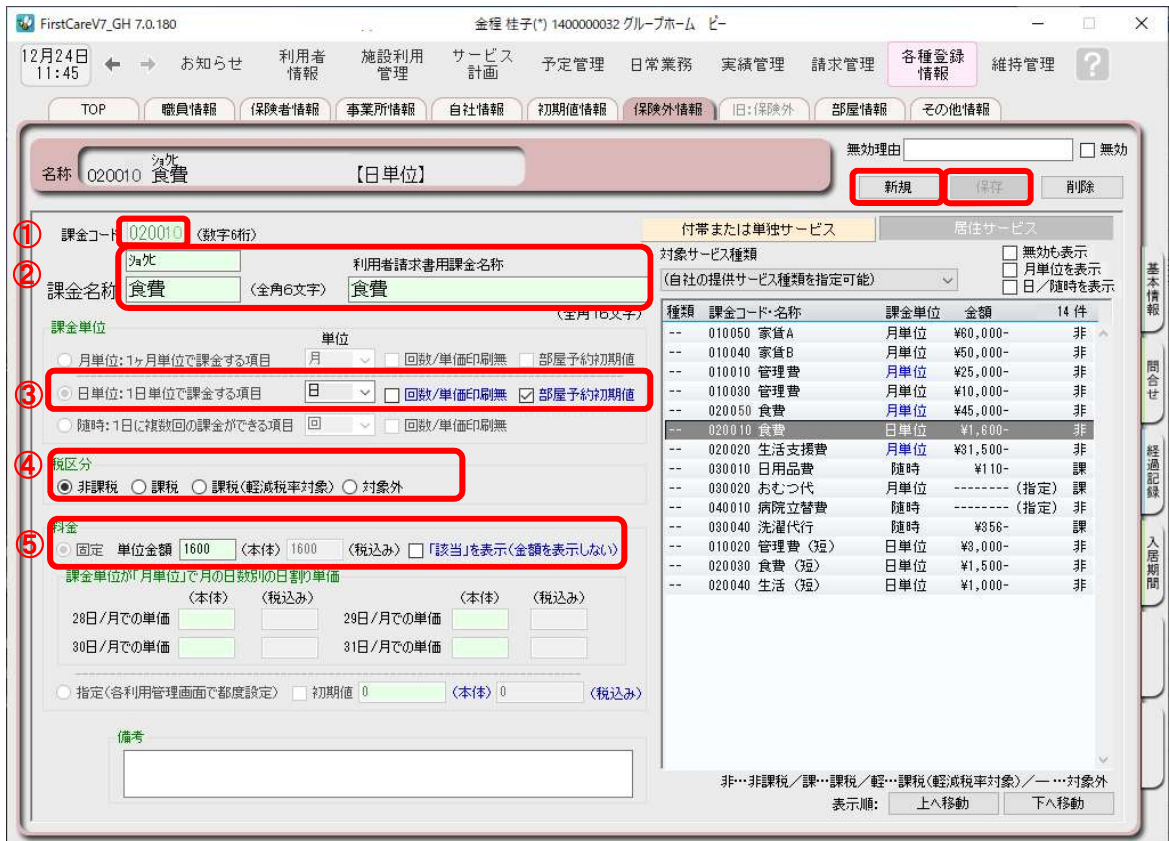 FirstCareV7_GH 7.0.180 金程 桂子(*) 1400000032 グループホーム ビー
12月24日 11:45 お知らせ 利用者情報 施設利用管理 サービス計画 予定管理 日常業務 実績管理 請求管理 各種登録情報 維持管理 ?
TOP 職員情報 保険者情報 事業所情報 自社情報 初期値情報 保険外情報 旧:保険外 部屋情報 その他情報
無効理由 無効
ｼｮｸﾋ
名称 020010 食費 【日単位】
新規 保存 削除
① 課金コード 020010 (数字6桁)
② ｼｮｸﾋ 利用者請求書用課金名称
課金名称 食費 (全角6文字) 食費
(全角16文字)
課金単位
単位
月単位:1ヶ月単位で課金する項目 月 回数/単価印刷無 部屋予約初期値
③ 日単位:1日単位で課金する項目 日 回数/単価印刷無 部屋予約初期値
随時:1日に複数回の課金ができる項目 回 回数/単価印刷無
④ 税区分
非課税 課税 課税(軽減税率対象) 対象外
料金
⑤ 固定 単位金額 1600 (本体) 1600 (税込み) 「該当」を表示(金額を表示しない)
課金単位が「月単位」で月の日数別の日割り単価
(本体) (税込み) (本体) (税込み)
28日/月での単価 29日/月での単価
30日/月での単価 31日/月での単価
指定(各利用管理画面で都度設定) 初期値 0 (本体) 0 (税込み)
備考
付帯または単独サービス 居住サービス
対象サービス種類 無効も表示
(自社の提供サービス種類を指定可能) 月単位を表示
日/随時を表示
種類 課金コード・名称 課金単位 金額 14 件
-- 010050 家賃A 月単位 ¥60,000- 非
-- 010040 家賃B 月単位 ¥50,000- 非
-- 010010 管理費 月単位 ¥25,000- 非
-- 010030 管理費 月単位 ¥10,000- 非
-- 020050 食費 月単位 ¥45,000- 非
-- 020010 食費 日単位 ¥1,600- 非
-- 020020 生活支援費 月単位 ¥31,500- 非
-- 030010 日用品費 随時 ¥110- 課
-- 030020 おむつ代 月単位 -------- (指定) 課
-- 040010 病院立替費 随時 -------- (指定) 非
-- 030040 洗濯代行 随時 ¥356- 課
-- 010020 管理費（短） 日単位 ¥3,000- 非
-- 020030 食費（短） 日単位 ¥1,500- 非
-- 020040 生活（短） 日単位 ¥1,000- 非
非…非課税/課…課税/軽…課税(軽減税率対象)/―…対象外
表示順: 上へ移動 下へ移動
基本情報
問合せ
経過記録
入居期間